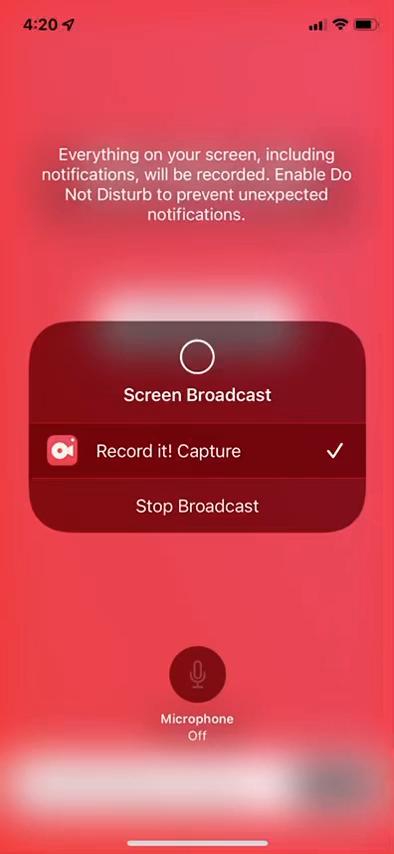 4:20
Everything on your screen, including
notifications, will be recorded. Enable Do
Not Disturb to prevent unexpected
notifications.
Screen Broadcast
Record it! Capture
Stop Broadcast
Microphone
Off